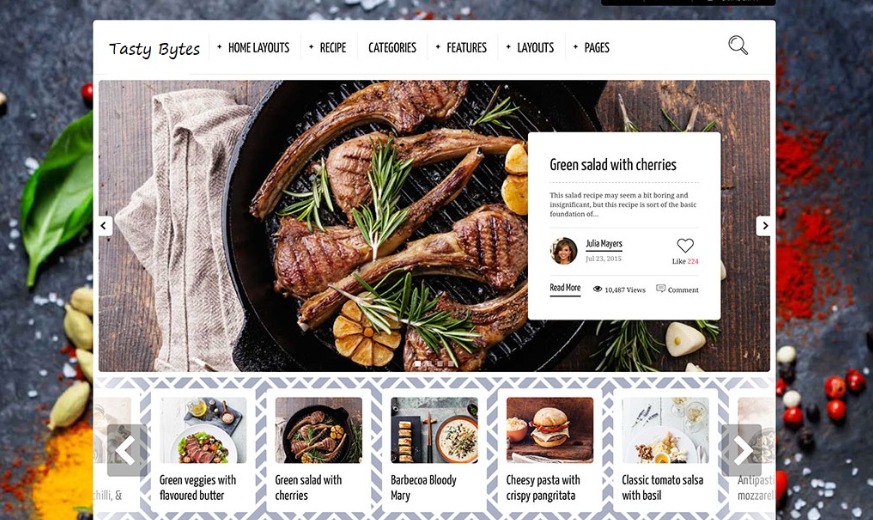 Tasty Bytes
+ HOME LAYOUTS + RECIPE CATEGORIES + FEATURES + LAYOUTS + PAGES
Green salad with cherries
This salad recipe may seem a bit boring and
insignificant, but this recipe is sort of the basic
foundation of...
Julia Mayers
Jul 23, 2015
Like 224
Read More 10,487 Views Comment
chilli, &
Green veggies with
flavoured butter
Green salad with
cherries
Barbecoa Bloody
Mary
Cheesy pasta with
crispy pangritata
Classic tomato salsa
with basil
Antipasti
mozzarel